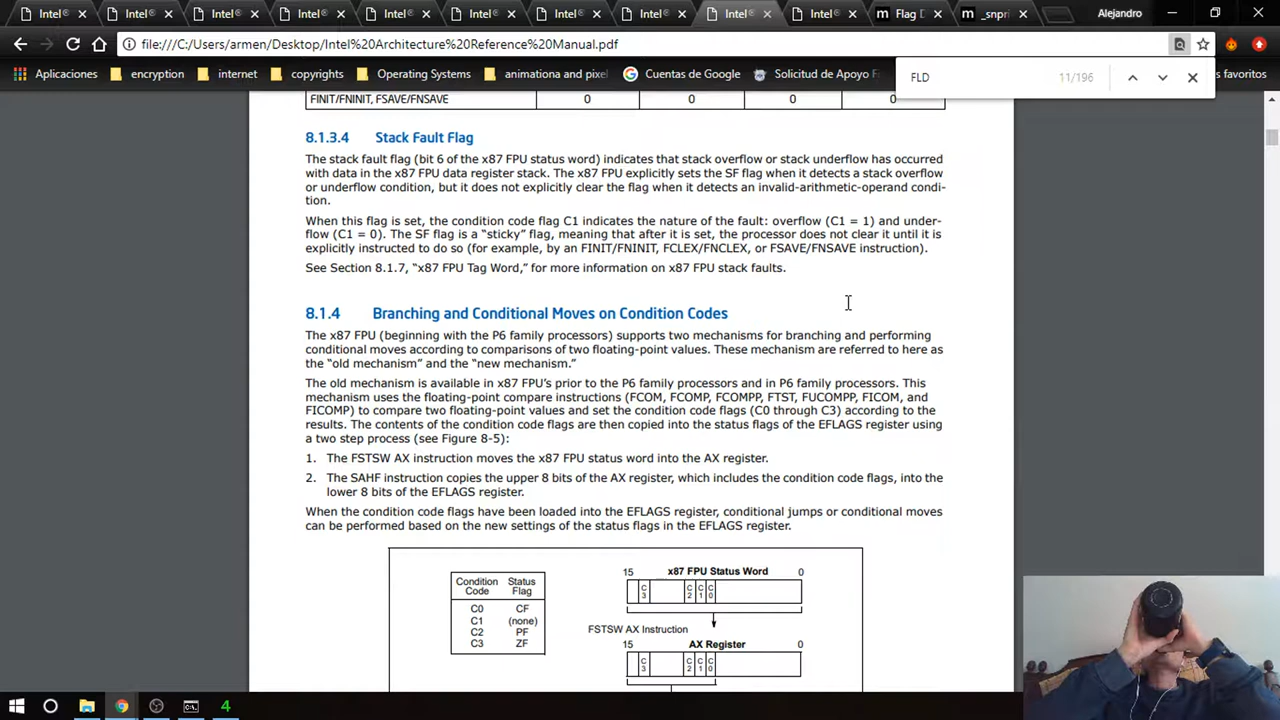 Intel®
Intel®
Intel®
Intel®
Intel®
Intel®
Intel®
Intel®
Intel®
Intel®
Flag D
_snpri
Alejandro
file:///C:/Users/armen/Desktop/Intel%20Architecture%20Reference%20Manual.pdf
Aplicaciones
encryption
internet
copyrights
Operating Systems
animationa and pixel
Cuentas de Google
Solicitud de Apoyo F
s favoritos
FLD
11/196
FINIT/FNINIT, FSAVE/FNSAVE 0 0 0 0
8.1.3.4 Stack Fault Flag
The stack fault flag (bit 6 of the x87 FPU status word) indicates that stack overflow or stack underflow has occurred
with data in the x87 FPU data register stack. The x87 FPU explicitly sets the SF flag when it detects a stack overflow
or underflow condition, but it does not explicitly clear the flag when it detects an invalid-arithmetic-operand condi-
tion.
When this flag is set, the condition code flag C1 indicates the nature of the fault: overflow (C1 = 1) and under-
flow (C1 = 0). The SF flag is a “sticky” flag, meaning that after it is set, the processor does not clear it until it is
explicitly instructed to do so (for example, by an FINIT/FNINIT, FCLEX/FNCLEX, or FSAVE/FNSAVE instruction).
See Section 8.1.7, “x87 FPU Tag Word,” for more information on x87 FPU stack faults.
8.1.4 Branching and Conditional Moves on Condition Codes
The x87 FPU (beginning with the P6 family processors) supports two mechanisms for branching and performing
conditional moves according to comparisons of two floating-point values. These mechanism are referred to here as
the “old mechanism” and the “new mechanism.”
The old mechanism is available in x87 FPU’s prior to the P6 family processors and in P6 family processors. This
mechanism uses the floating-point compare instructions (FCOM, FCOMP, FCOMPP, FTST, FUCOMPP, FICOM, and
FICOMP) to compare two floating-point values and set the condition code flags (C0 through C3) according to the
results. The contents of the condition code flags are then copied into the status flags of the EFLAGS register using
a two step process (see Figure 8-5):
1. The FSTSW AX instruction moves the x87 FPU status word into the AX register.
2. The SAHF instruction copies the upper 8 bits of the AX register, which includes the condition code flags, into the
lower 8 bits of the EFLAGS register.
When the condition code flags have been loaded into the EFLAGS register, conditional jumps or conditional moves
can be performed based on the new settings of the status flags in the EFLAGS register.
Condition Code Status Flag
C0 CF
C1 (none)
C2 PF
C3 ZF
15 x87 FPU Status Word 0
C3 C2 C1 C0
FSTSW AX Instruction
15 AX Register 0
C3 C2 C1 C0
4